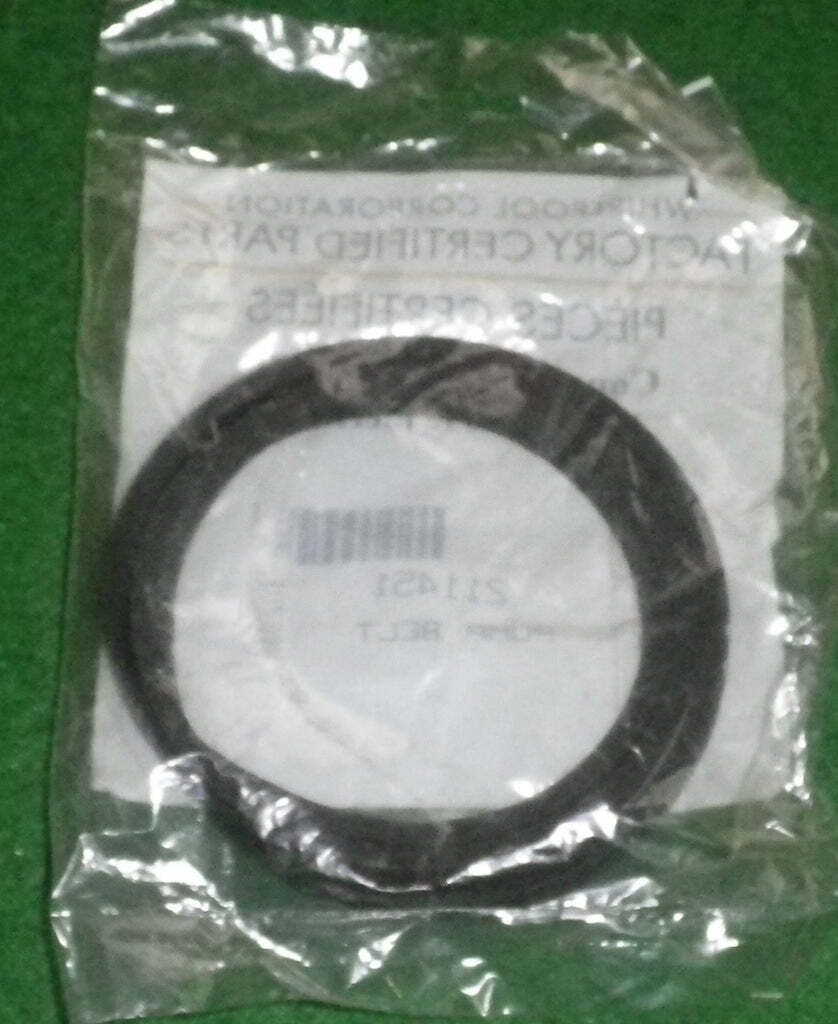 WHIRLPOOL CORPORATION
FACTORY CERTIFIED PARTS
PIECES CERTIFIEES
211451
PUMP BELT